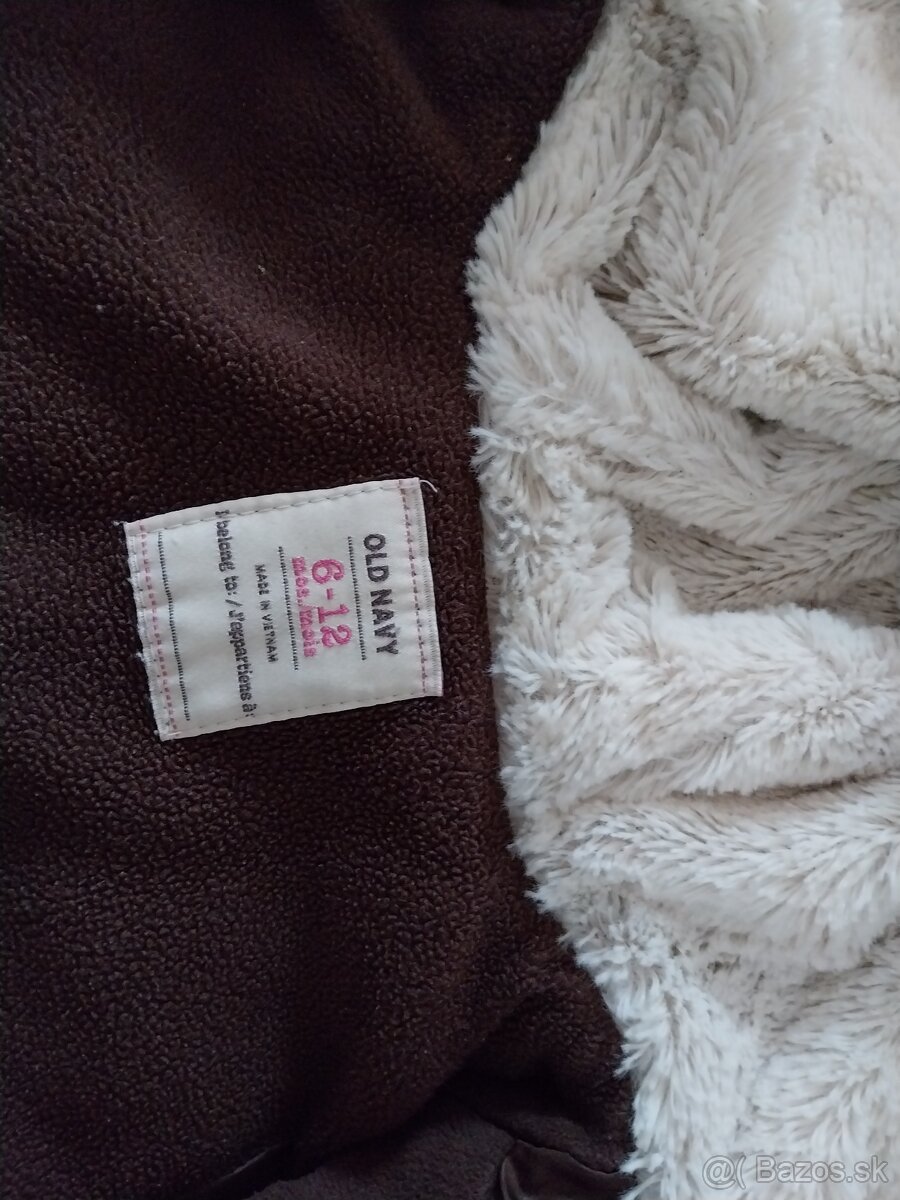 OLD NAVY
6-12
mos./mois
MADE IN VIETNAM
I belong to: / J'appartiens à:
@( Bazos.sk